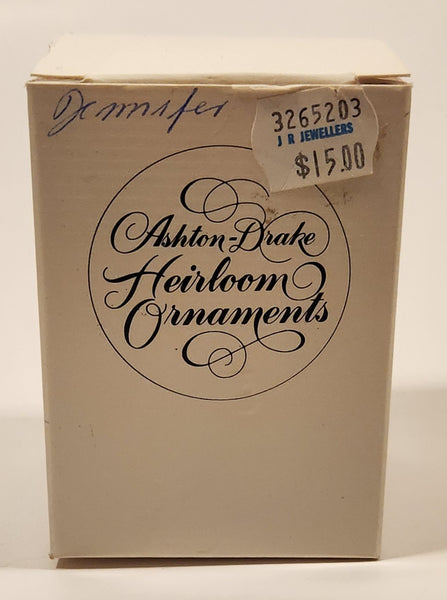 Jennifer
3265203
J R JEWELLERS
$15.00
Ashton-Drake
Heirloom
Ornaments